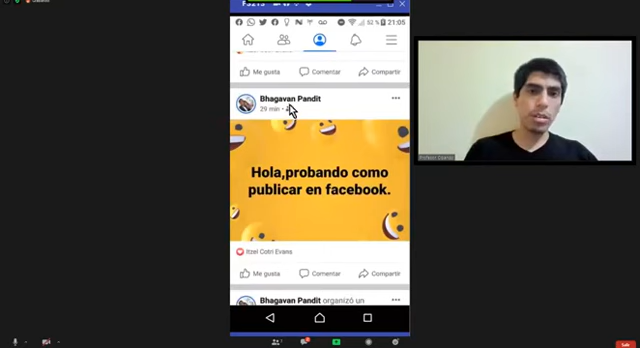 52 % 21:05
Me gusta Comentar Compartir
Bhagavan Pandit
29 min
Hola,probando como
publicar en facebook.
Itzel Cotri Evans
Me gusta Comentar Compartir
Bhagavan Pandit organizó un